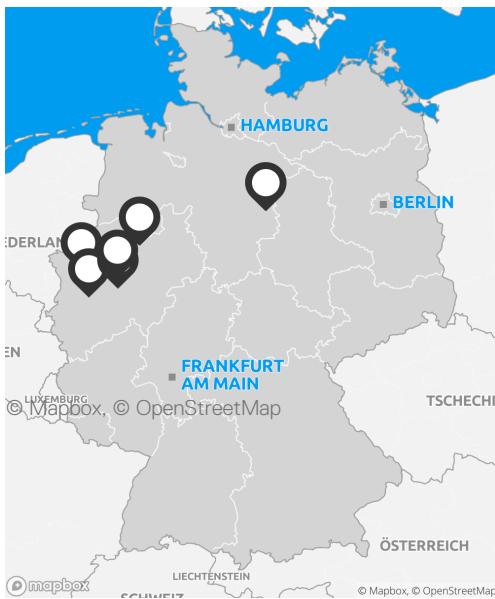 HAMBURG
BERLIN
EDERLAN
EN
FRANKFURT
AM MAIN
LUXEMBURG
© Mapbox, © OpenStreetMap
TSCHECHI
ÖSTERREICH
LIECHTENSTEIN
SCHWEIZ
mapbox
© Mapbox, © OpenStreetMap